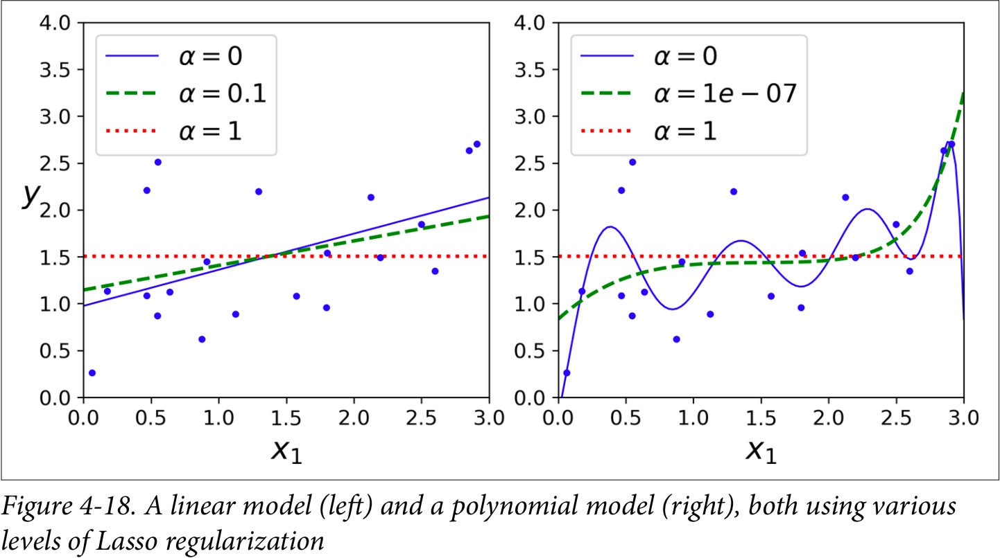 4.0
3.5
3.0
2.5
2.0
1.5
1.0
0.5
0.0
y
α = 0
α = 0.1
α = 1
0.0 0.5 1.0 1.5 2.0 2.5 3.0
x₁
4.0
3.5
3.0
2.5
2.0
1.5
1.0
0.5
0.0
α = 0
α = 1e − 07
α = 1
0.0 0.5 1.0 1.5 2.0 2.5 3.0
x₁
Figure 4-18. A linear model (left) and a polynomial model (right), both using various
levels of Lasso regularization